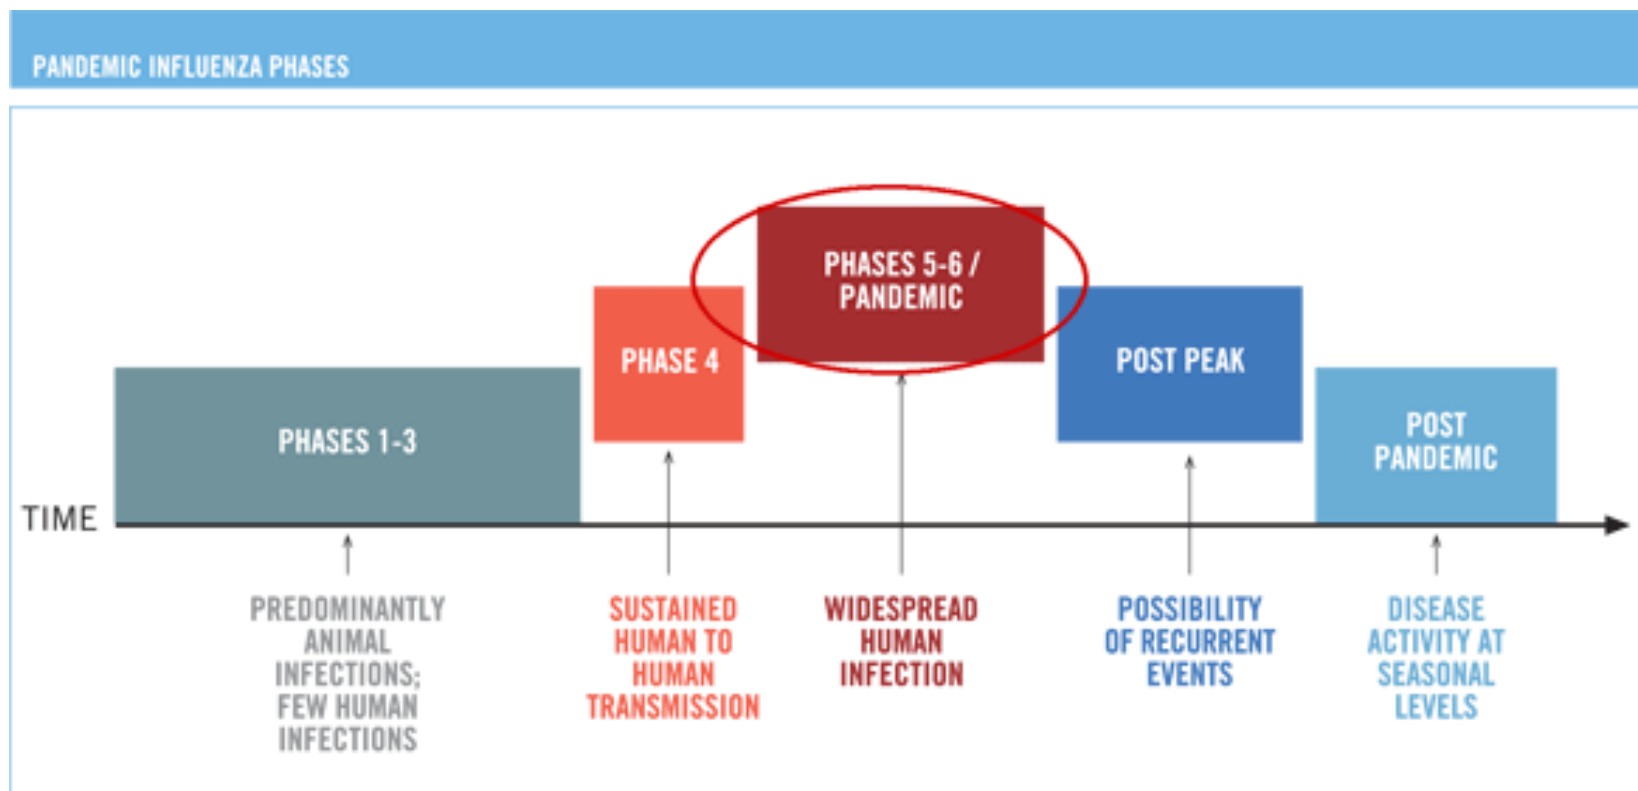 PANDEMIC INFLUENZA PHASES
PHASES 5-6 /
PANDEMIC
PHASE 4
POST PEAK
PHASES 1-3
POST
PANDEMIC
TIME
PREDOMINANTLY
ANIMAL
INFECTIONS;
FEW HUMAN
INFECTIONS
SUSTAINED
HUMAN TO
HUMAN
TRANSMISSION
WIDESPREAD
HUMAN
INFECTION
POSSIBILITY
OF RECURRENT
EVENTS
DISEASE
ACTIVITY AT
SEASONAL
LEVELS